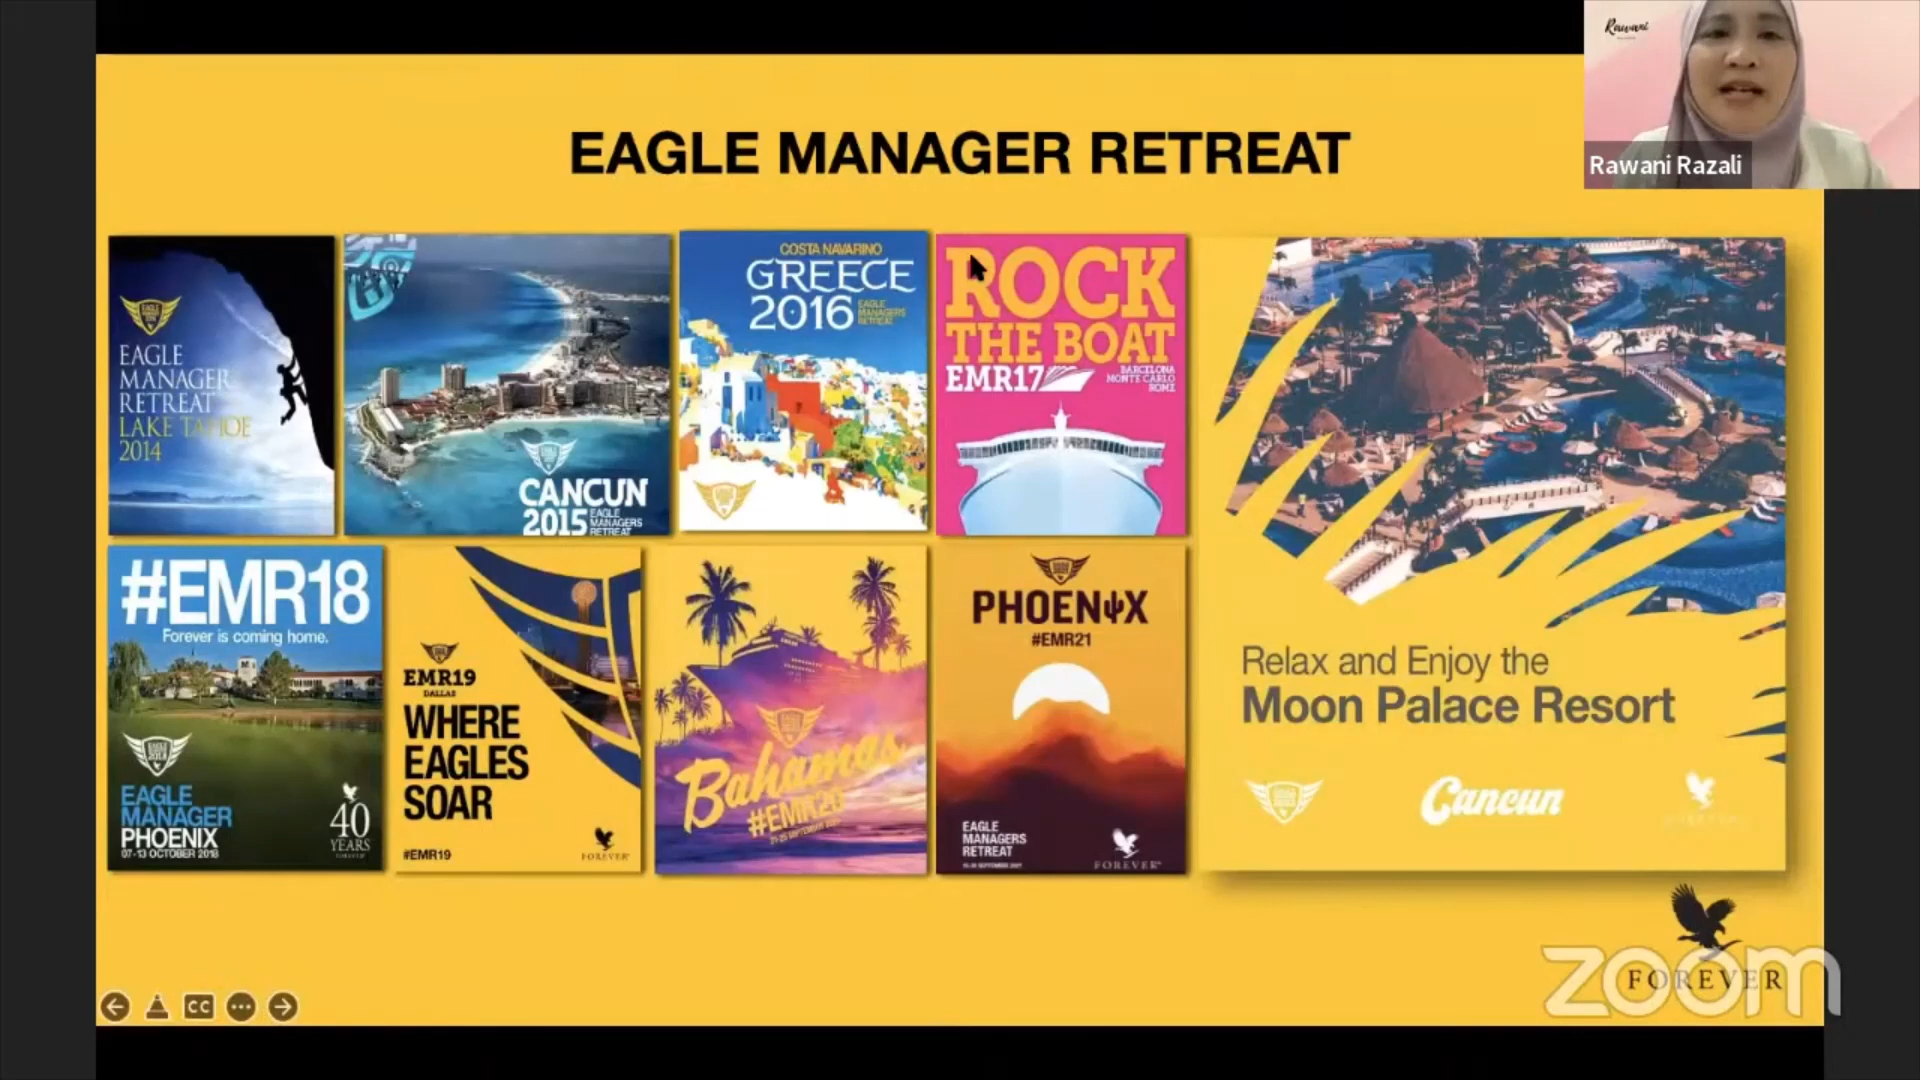 Rawani
Rawani Razali
EAGLE MANAGER RETREAT
EAGLE
MANAGER
RETREAT
LAKE TAHOE
2014
CANCUN
2015
EAGLE
MANAGERS
RETREAT
COSTA NAVARINO
GREECE
2016
EAGLE
MANAGERS
RETREAT
ROCK
THE BOAT
EMR17
BARCELONA
MONTE CARLO
ROME
#EMR18
Forever is coming home.
EAGLE
MANAGER
PHOENIX
07-13 OCTOBER 2018
40
YEARS
EMR19
DALLAS
WHERE
EAGLES
SOAR
#EMR19
FOREVER
Bahamas
#EMR20
PHOENIX
#EMR21
EAGLE
MANAGERS
RETREAT
FOREVER
Relax and Enjoy the
Moon Palace Resort
Cancun
FOREVER
zoom
CC